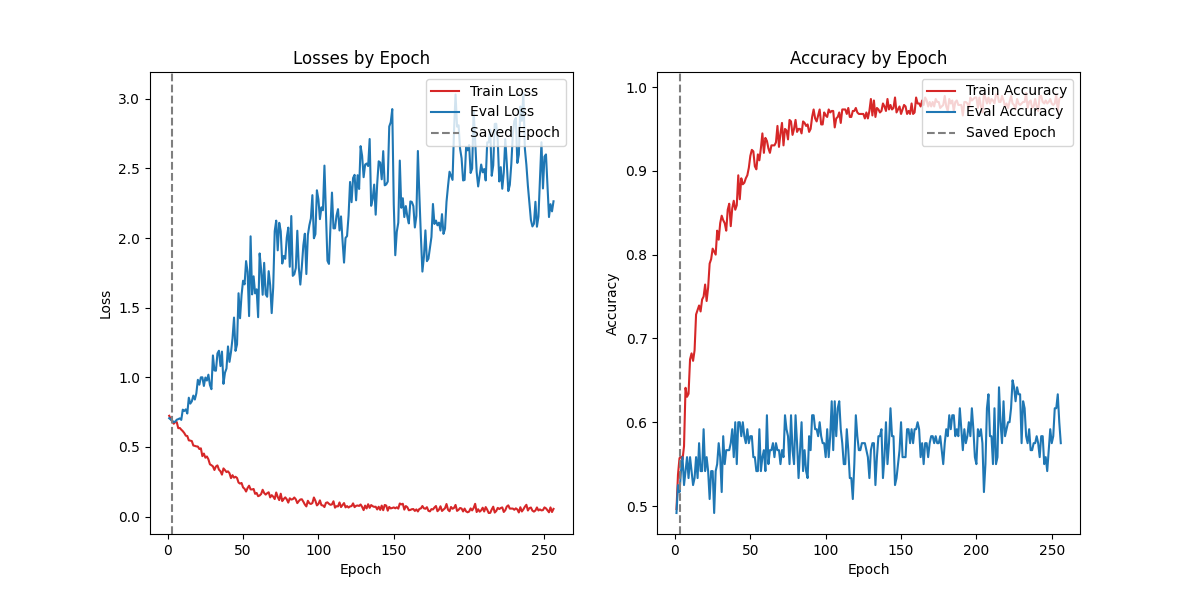 Losses by Epoch
Train Loss
Eval Loss
Saved Epoch
3.0
2.5
2.0
1.5
1.0
0.5
0.0
Loss
0
50
100
150
200
250
Epoch
Accuracy by Epoch
Train Accuracy
Eval Accuracy
Saved Epoch
1.0
0.9
0.8
0.7
0.6
0.5
Accuracy
0
50
100
150
200
250
Epoch